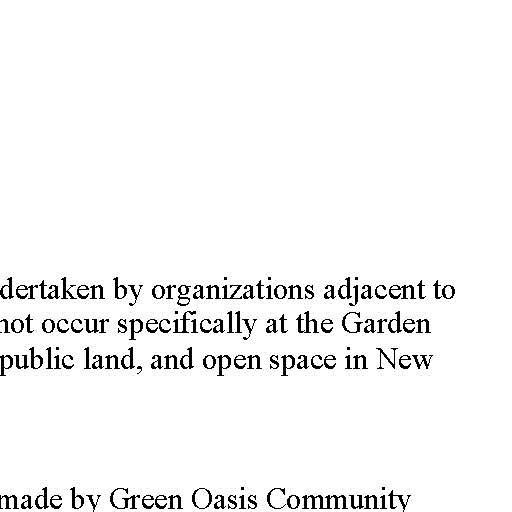 dertaken by organizations adjacent to
not occur specifically at the Garden
public land, and open space in New
made by Green Oasis Community